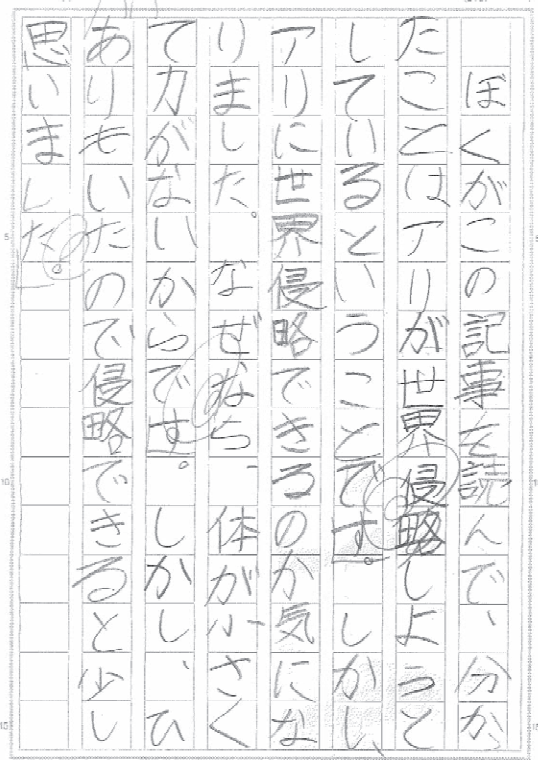 ぼくがこの記事を読んで、分かっ
たことはアリが世界侵略しようと
しているということです。しかし、
アリに世界侵略できるのか気にな
りました。なぜなら、体が小さく
て力がないからです。しかし、ひ
ありもいたので侵略できると少し
思いました。